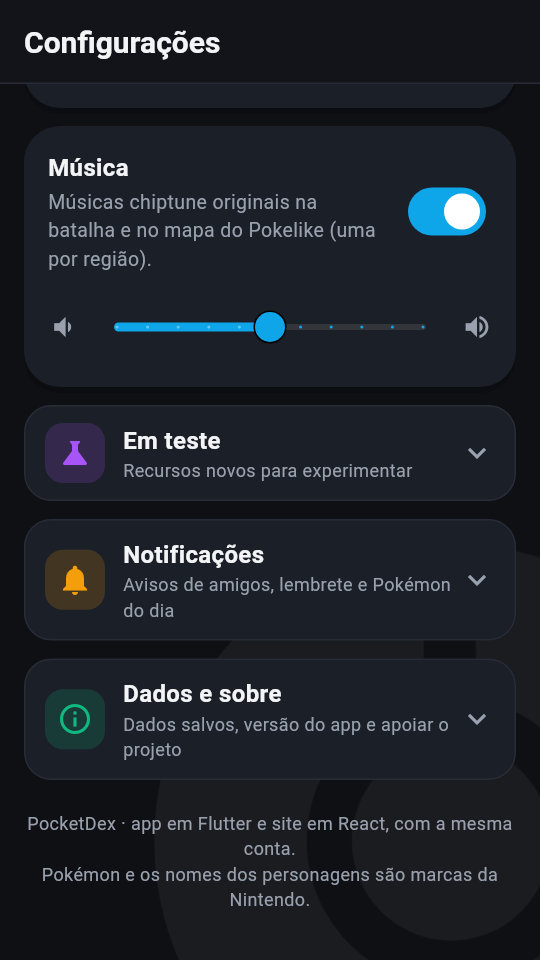 Configurações
Música
Músicas chiptune originais na
batalha e no mapa do Pokelike (uma
por região).
Em teste
Recursos novos para experimentar
Notificações
Avisos de amigos, lembrete e Pokémon
do dia
Dados e sobre
Dados salvos, versão do app e apoiar o
projeto
PocketDex · app em Flutter e site em React, com a mesma
conta.
Pokémon e os nomes dos personagens são marcas da
Nintendo.